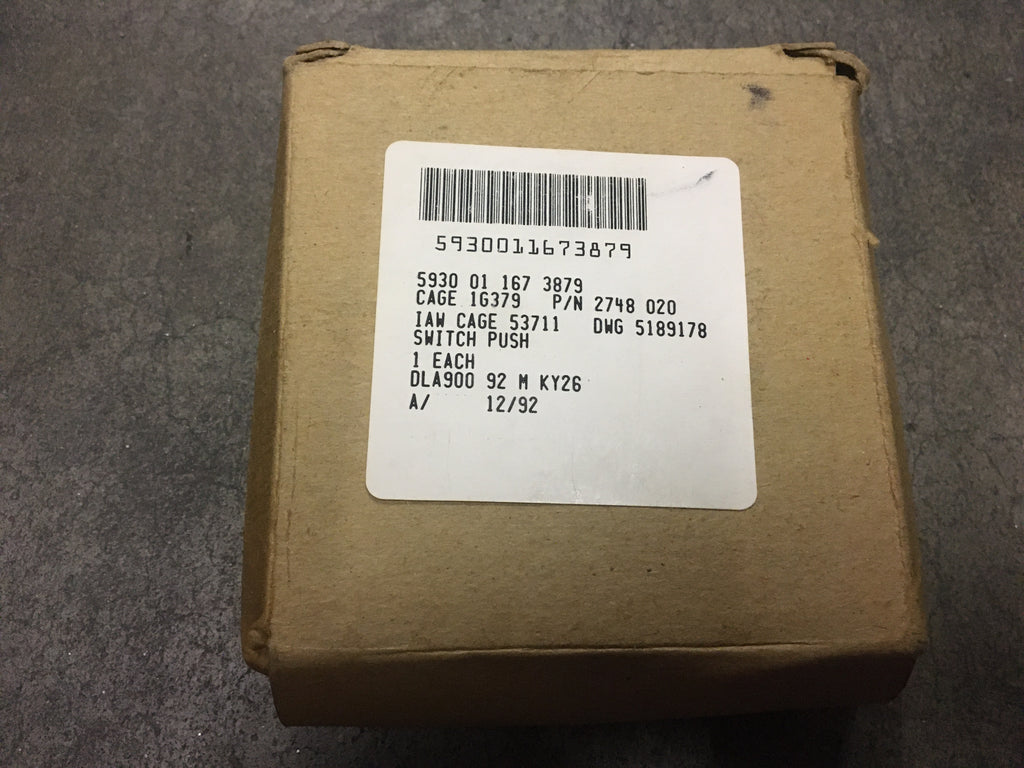 5930011673879
5930 01 167 3879
CAGE 1G379 P/N 2748 020
IAW CAGE 53711 DWG 5189178
SWITCH PUSH
1 EACH
DLA900 92 M KY26
A/ 12/92